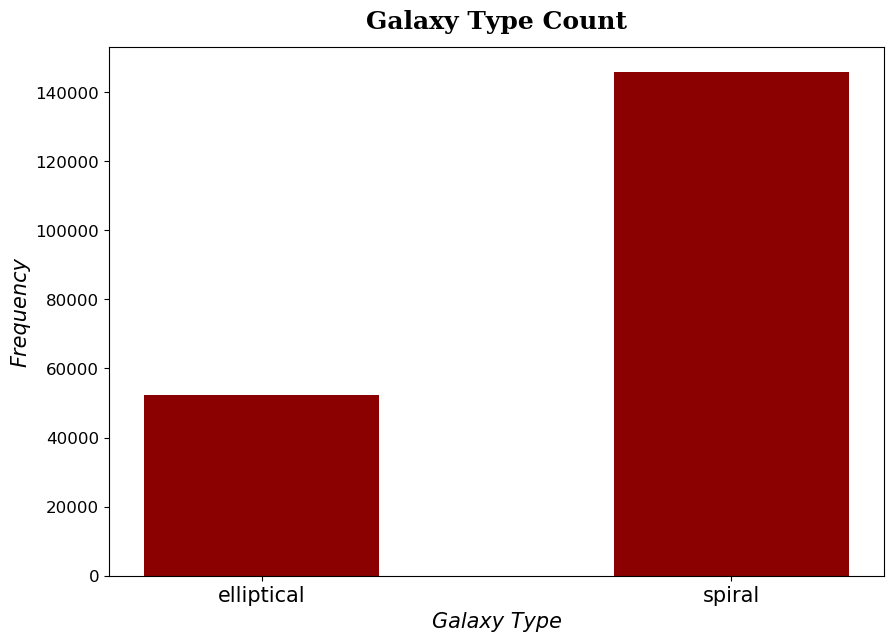 Galaxy Type Count
Frequency
140000
120000
100000
80000
60000
40000
20000
0
elliptical
spiral
Galaxy Type